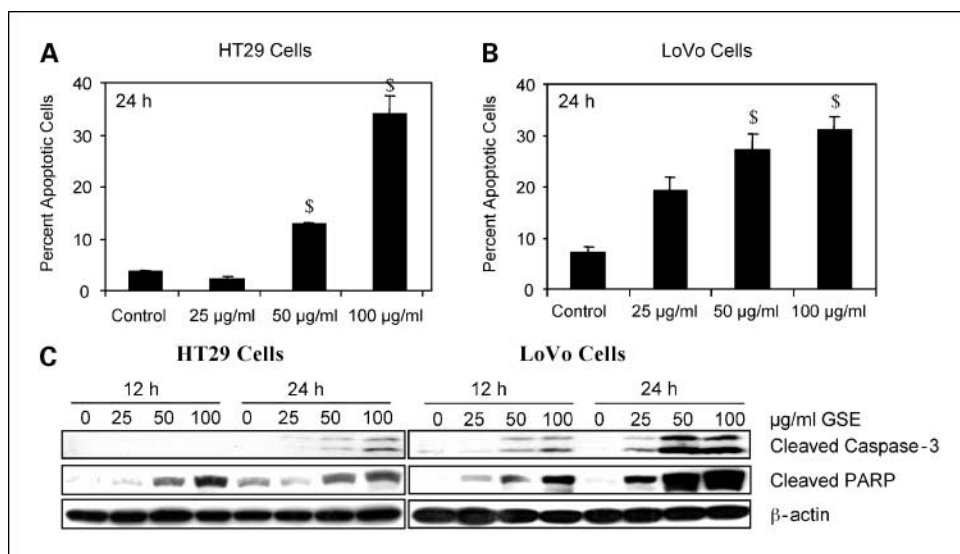 A
HT29 Cells
24 h
Percent Apoptotic Cells
40
30
20
10
0
$
$
Control 25 µg/ml 50 µg/ml 100 µg/ml
B
LoVo Cells
24 h
Percent Apoptotic Cells
40
30
20
10
0
$
$
Control 25 µg/ml 50 µg/ml 100 µg/ml
C
HT29 Cells LoVo Cells
12 h 24 h 12 h 24 h
0 25 50 100 0 25 50 100 0 25 50 100 0 25 50 100 µg/ml GSE
Cleaved Caspase-3
Cleaved PARP
β-actin